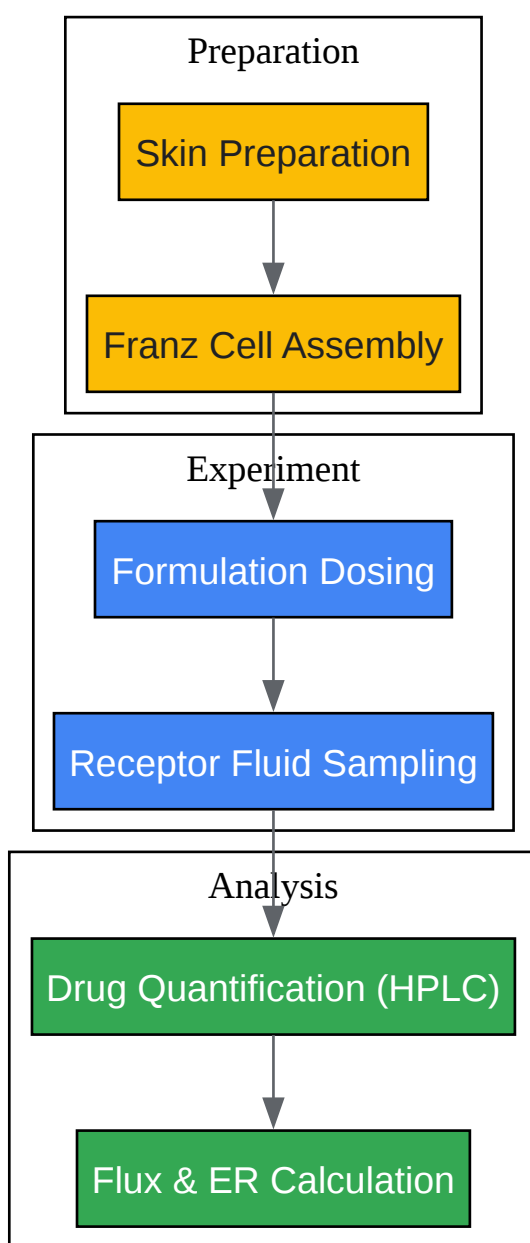 Preparation
Skin Preparation
Franz Cell Assembly
Experiment
Formulation Dosing
Receptor Fluid Sampling
Analysis
Drug Quantification (HPLC)
Flux & ER Calculation